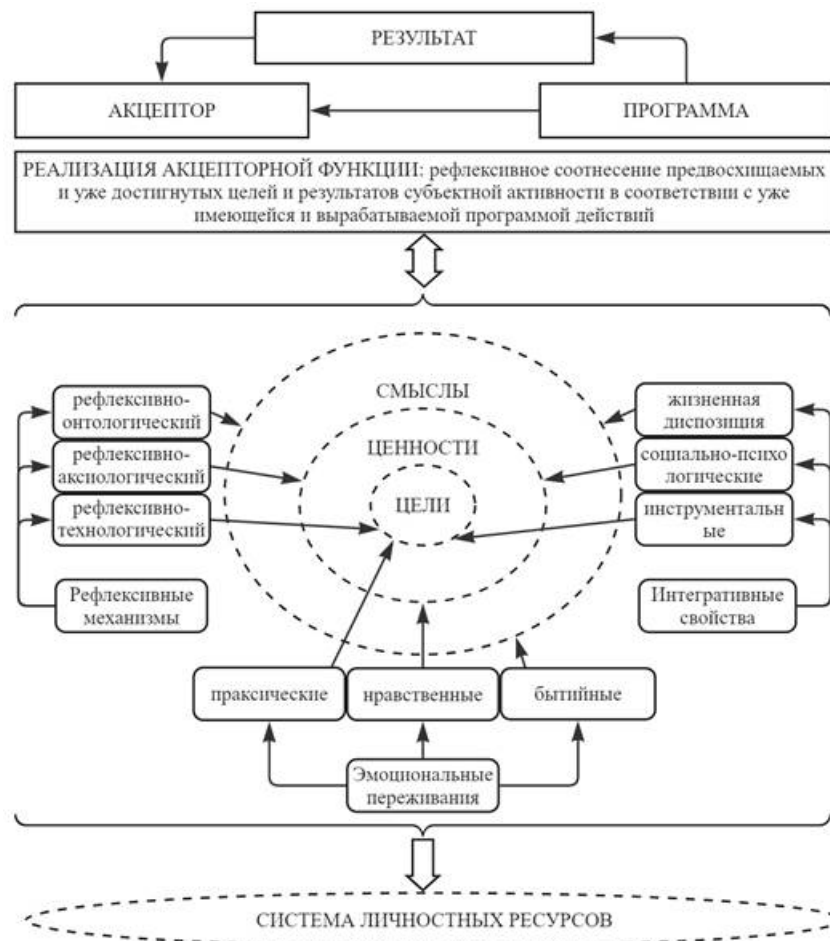 РЕЗУЛЬТАТ
АКЦЕПТОР
ПРОГРАММА
РЕАЛИЗАЦИЯ АКЦЕПТОРНОЙ ФУНКЦИИ: рефлексивное соотнесение предвосхищаемых
и уже достигнутых целей и результатов субъектной активности в соответствии с уже
имеющейся и вырабатываемой программой действий
СМЫСЛЫ
ЦЕННОСТИ
ЦЕЛИ
рефлексивно-
онтологический
рефлексивно-
аксиологический
рефлексивно-
технологический
Рефлексивные
механизмы
жизненная
диспозиция
социально-психо
логические
инструментальн
ые
Интегративные
свойства
праксические
нравственные
бытийные
Эмоциональные
переживания
СИСТЕМА ЛИЧНОСТНЫХ РЕСУРСОВ